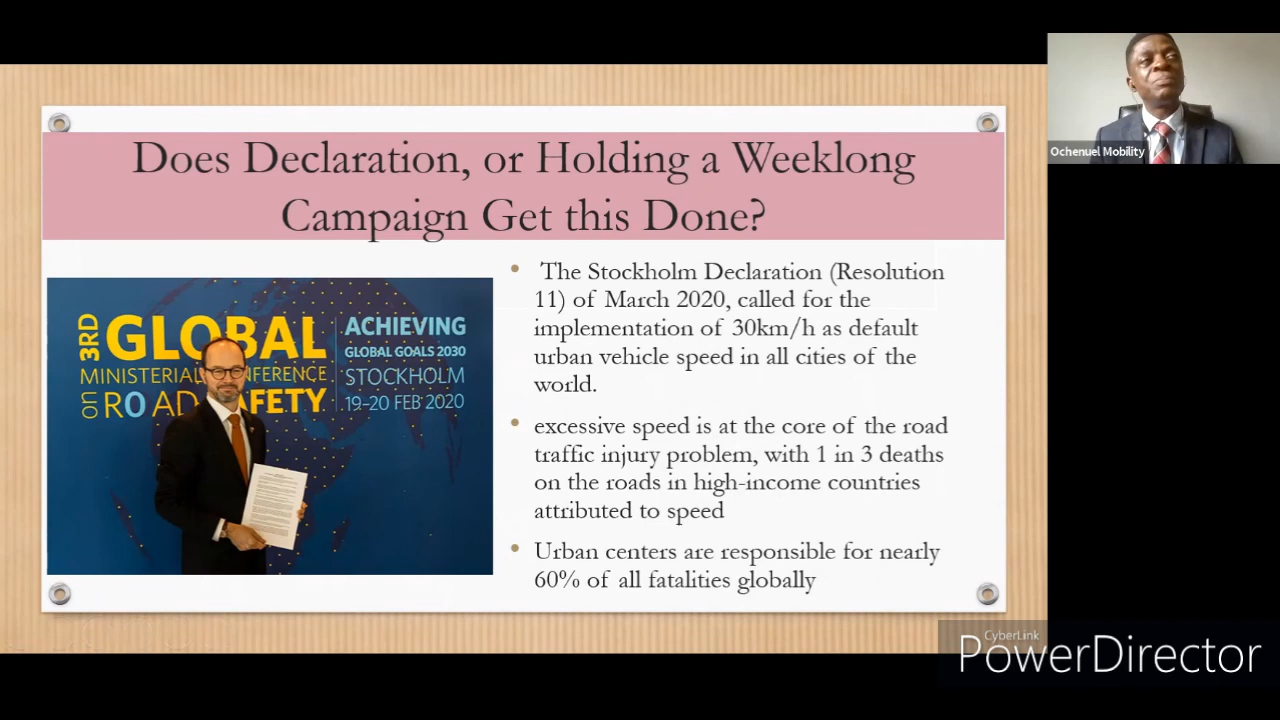 Does Declaration, or Holding a Weeklong
Campaign Get this Done?
3RD
GLOBAL
MINISTERIAL CONFERENCE
on ROAD SAFETY
ACHIEVING
GLOBAL GOALS 2030
STOCKHOLM
19-20 FEB 2020
• The Stockholm Declaration (Resolution
11) of March 2020, called for the
implementation of 30km/h as default
urban vehicle speed in all cities of the
world.
• excessive speed is at the core of the road
traffic injury problem, with 1 in 3 deaths
on the roads in high-income countries
attributed to speed
• Urban centers are responsible for nearly
60% of all fatalities globally
Ochenuel Mobility
CyberLink
PowerDirector